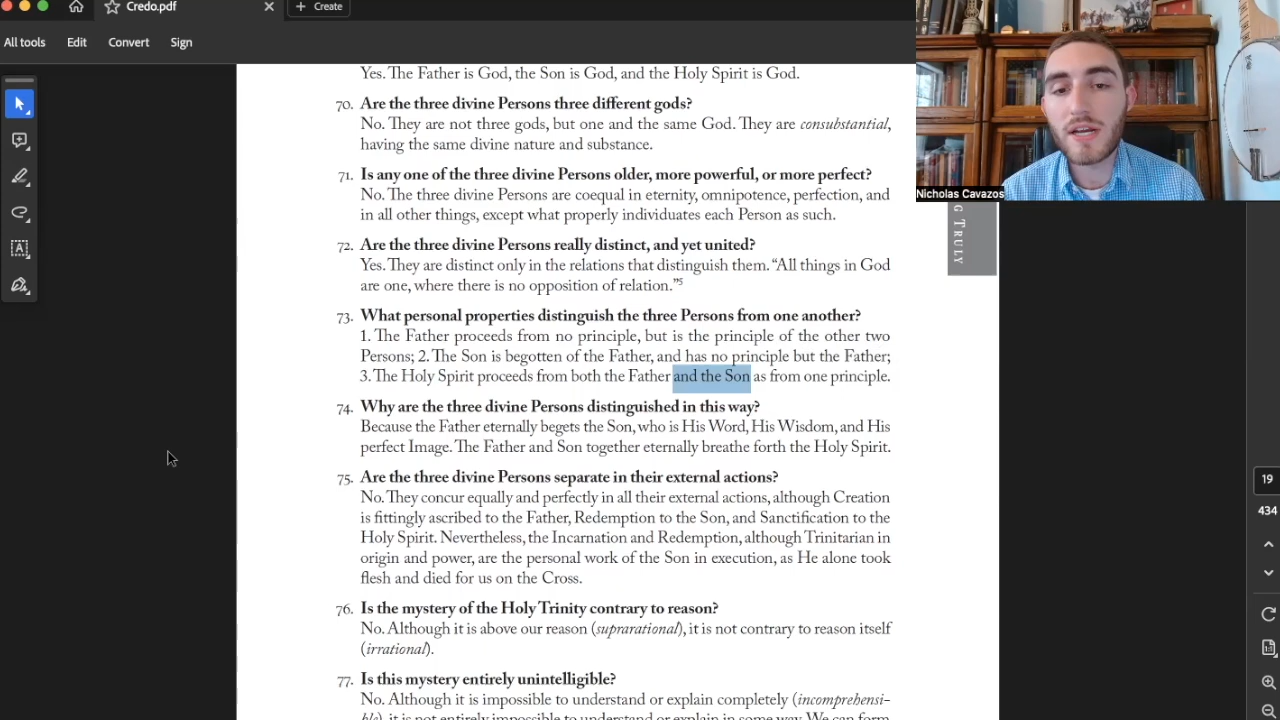 Credo.pdf
Create
All tools
Edit
Convert
Sign
Yes. The Father is God, the Son is God, and the Holy Spirit is God.
70. Are the three divine Persons three different gods?
No. They are not three gods, but one and the same God. They are consubstantial,
having the same divine nature and substance.
71. Is any one of the three divine Persons older, more powerful, or more perfect?
No. The three divine Persons are coequal in eternity, omnipotence, perfection, and
in all other things, except what properly individuates each Person as such.
72. Are the three divine Persons really distinct, and yet united?
Yes. They are distinct only in the relations that distinguish them. “All things in God
are one, where there is no opposition of relation.”5
73. What personal properties distinguish the three Persons from one another?
1. The Father proceeds from no principle, but is the principle of the other two
Persons; 2. The Son is begotten of the Father, and has no principle but the Father;
3. The Holy Spirit proceeds from both the Father and the Son as from one principle.
74. Why are the three divine Persons distinguished in this way?
Because the Father eternally begets the Son, who is His Word, His Wisdom, and His
perfect Image. The Father and Son together eternally breathe forth the Holy Spirit.
75. Are the three divine Persons separate in their external actions?
No. They concur equally and perfectly in all their external actions, although Creation
is fittingly ascribed to the Father, Redemption to the Son, and Sanctification to the
Holy Spirit. Nevertheless, the Incarnation and Redemption, although Trinitarian in
origin and power, are the personal work of the Son in execution, as He alone took
flesh and died for us on the Cross.
76. Is the mystery of the Holy Trinity contrary to reason?
No. Although it is above our reason (suprarational), it is not contrary to reason itself
(irrational).
77. Is this mystery entirely unintelligible?
No. Although it is impossible to understand or explain completely (incomprehensi-
ble), it is not entirely impossible to understand or explain in some way. We can form
Nicholas Cavazos
G TRULY
19
434